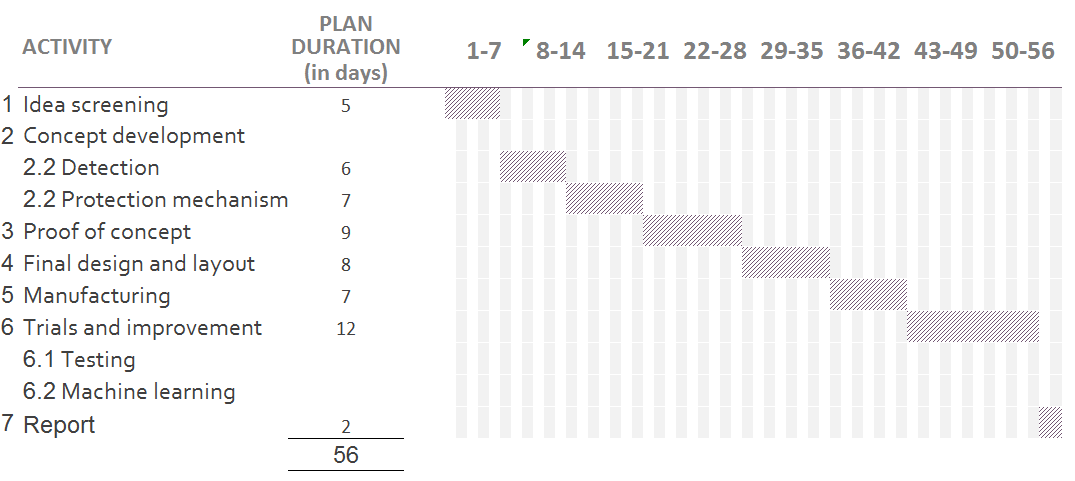 PLAN
ACTIVITY DURATION 1-7 8-14 15-21 22-28 29-35 36-42 43-49 50-56
(in days)
1 Idea screening 5
2 Concept development
2.2 Detection 6
2.2 Protection mechanism 7
3 Proof of concept 9
4 Final design and layout 8
5 Manufacturing 7
6 Trials and improvement 12
6.1 Testing
6.2 Machine learning
7 Report 2
56